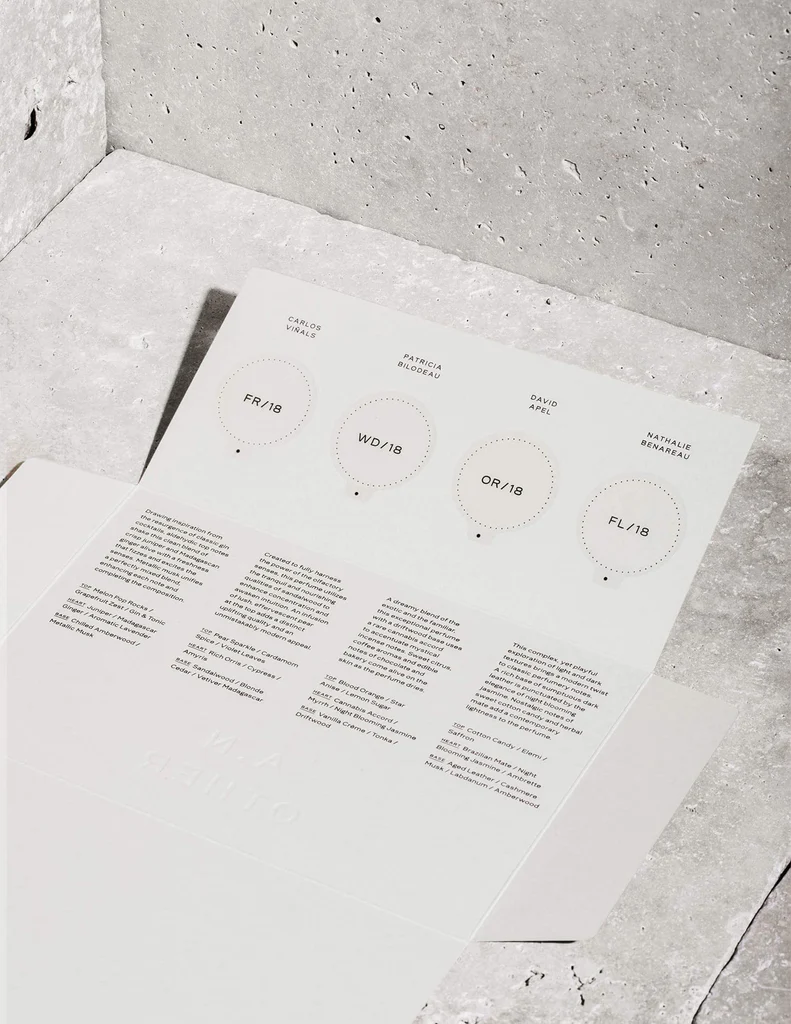 CARLOS
VIÑALS
PATRICIA
BILODEAU
DAVID
APEL
NATHALIE
BENAREAU
FR/18
WD/18
OR/18
FL/18
Drawing inspiration from
the resurgence of classic gin
cocktails, aldehydic top notes
shake this clean blend of
crisp juniper and Madagascan
ginger alive with a freshness
that fizzes and excites the
senses. Metallic musk unifies
a perfectly mixed blend,
enhancing each note and
completing the composition.
TOP Melon Pop Rocks /
Grapefruit Zest / Gin & Tonic
HEART Juniper / Madagascar
Ginger / Aromatic Lavender
BASE Chilled Amberwood /
Metallic Musk
Created to fully harness
the power of the olfactory
senses, this perfume utilizes
the tranquil and nourishing
qualities of sandalwood to
enhance concentration and
awaken intuition. An infusion
of lush effervescent pear
at the top adds a distinct
uplifting quality and an
unmistakably modern appeal.
TOP Pear Sparkle / Cardamom
Spice / Violet Leaves
HEART Rich Orris / Cypress /
Amyris
BASE Sandalwood / Blonde
Cedar / Vetiver Madagascar
A dreamy blend of the
exotic and the familiar,
with a driftwood base uses
a rare cannabis accord
to accentuate mystical
incense notes. Sweet citrus,
coffee aromas and edible
notes of chocolate and
bakery come alive on the
skin as the perfume dries.
TOP Blood Orange / Star
Anise / Lemon Sugar
HEART Cannabis Accord /
Myrrh / Night Blooming Jasmine
BASE Vanilla Crème / Tonka /
Driftwood
This complex, yet playful
exploration of light and dark
textures brings a modern twist
to classic perfumery notes.
A rich base of sumptuous dark
leather is punctuated by the
elegance of night blooming
jasmine. Nostalgic notes of
sweet cotton candy and herbal
mate add a contemporary
lightness to the perfume.
TOP Cotton Candy / Elemi /
Saffron
HEART Brazilian Mate / Night
Blooming Jasmine / Ambrette
BASE Aged Leather / Cashmere
Musk / Labdanum / Amberwood